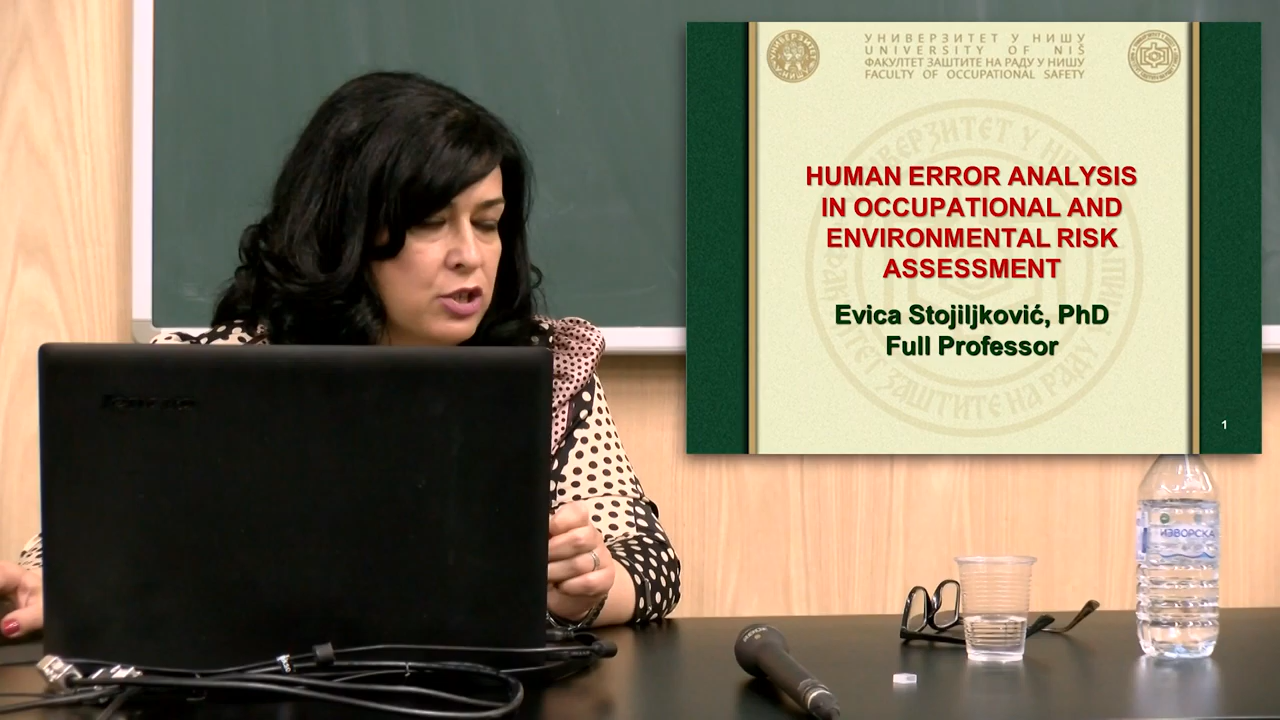 УНИВЕРЗИТЕТ У НИШУ
UNIVERSITY OF NIŠ
ФАКУЛТЕТ ЗАШТИТЕ НА РАДУ У НИШУ
FACULTY OF OCCUPATIONAL SAFETY
HUMAN ERROR ANALYSIS
IN OCCUPATIONAL AND
ENVIRONMENTAL RISK
ASSESSMENT
Evica Stojiljković, PhD
Full Professor
1
ИЗВОРСКА